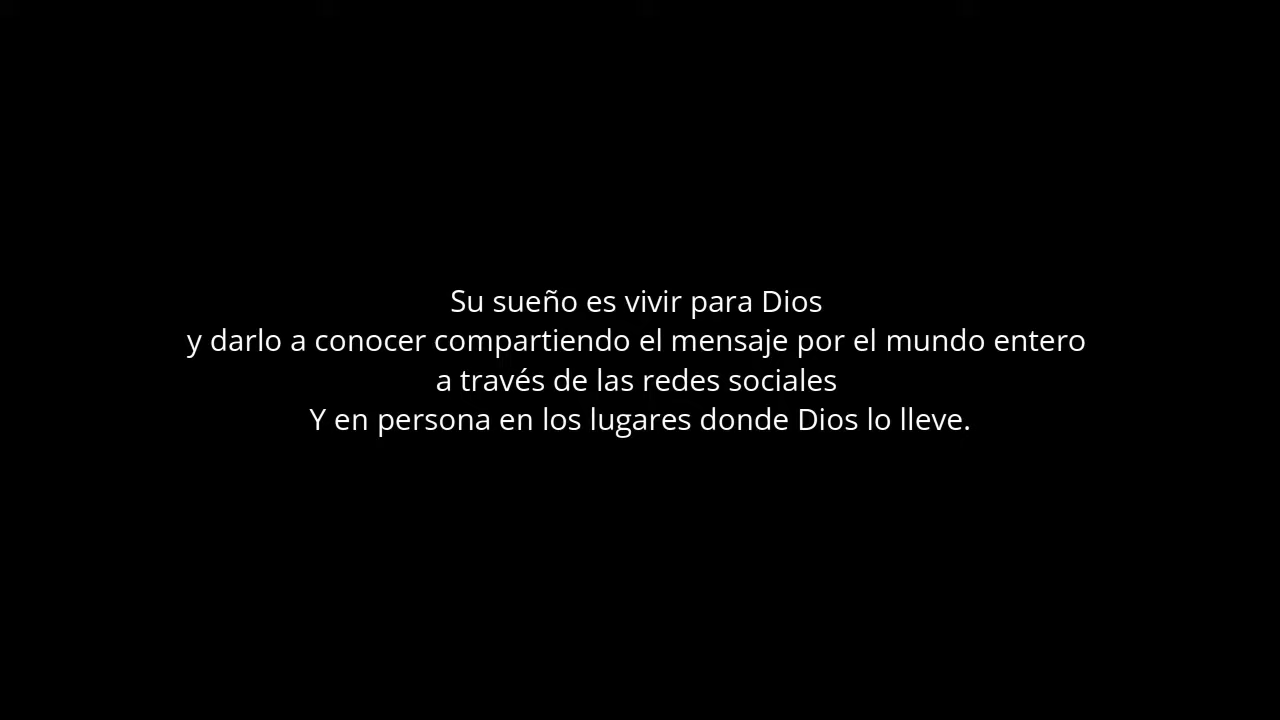 Su sueño es vivir para Dios
y darlo a conocer compartiendo el mensaje por el mundo entero
a través de las redes sociales
Y en persona en los lugares donde Dios lo lleve.